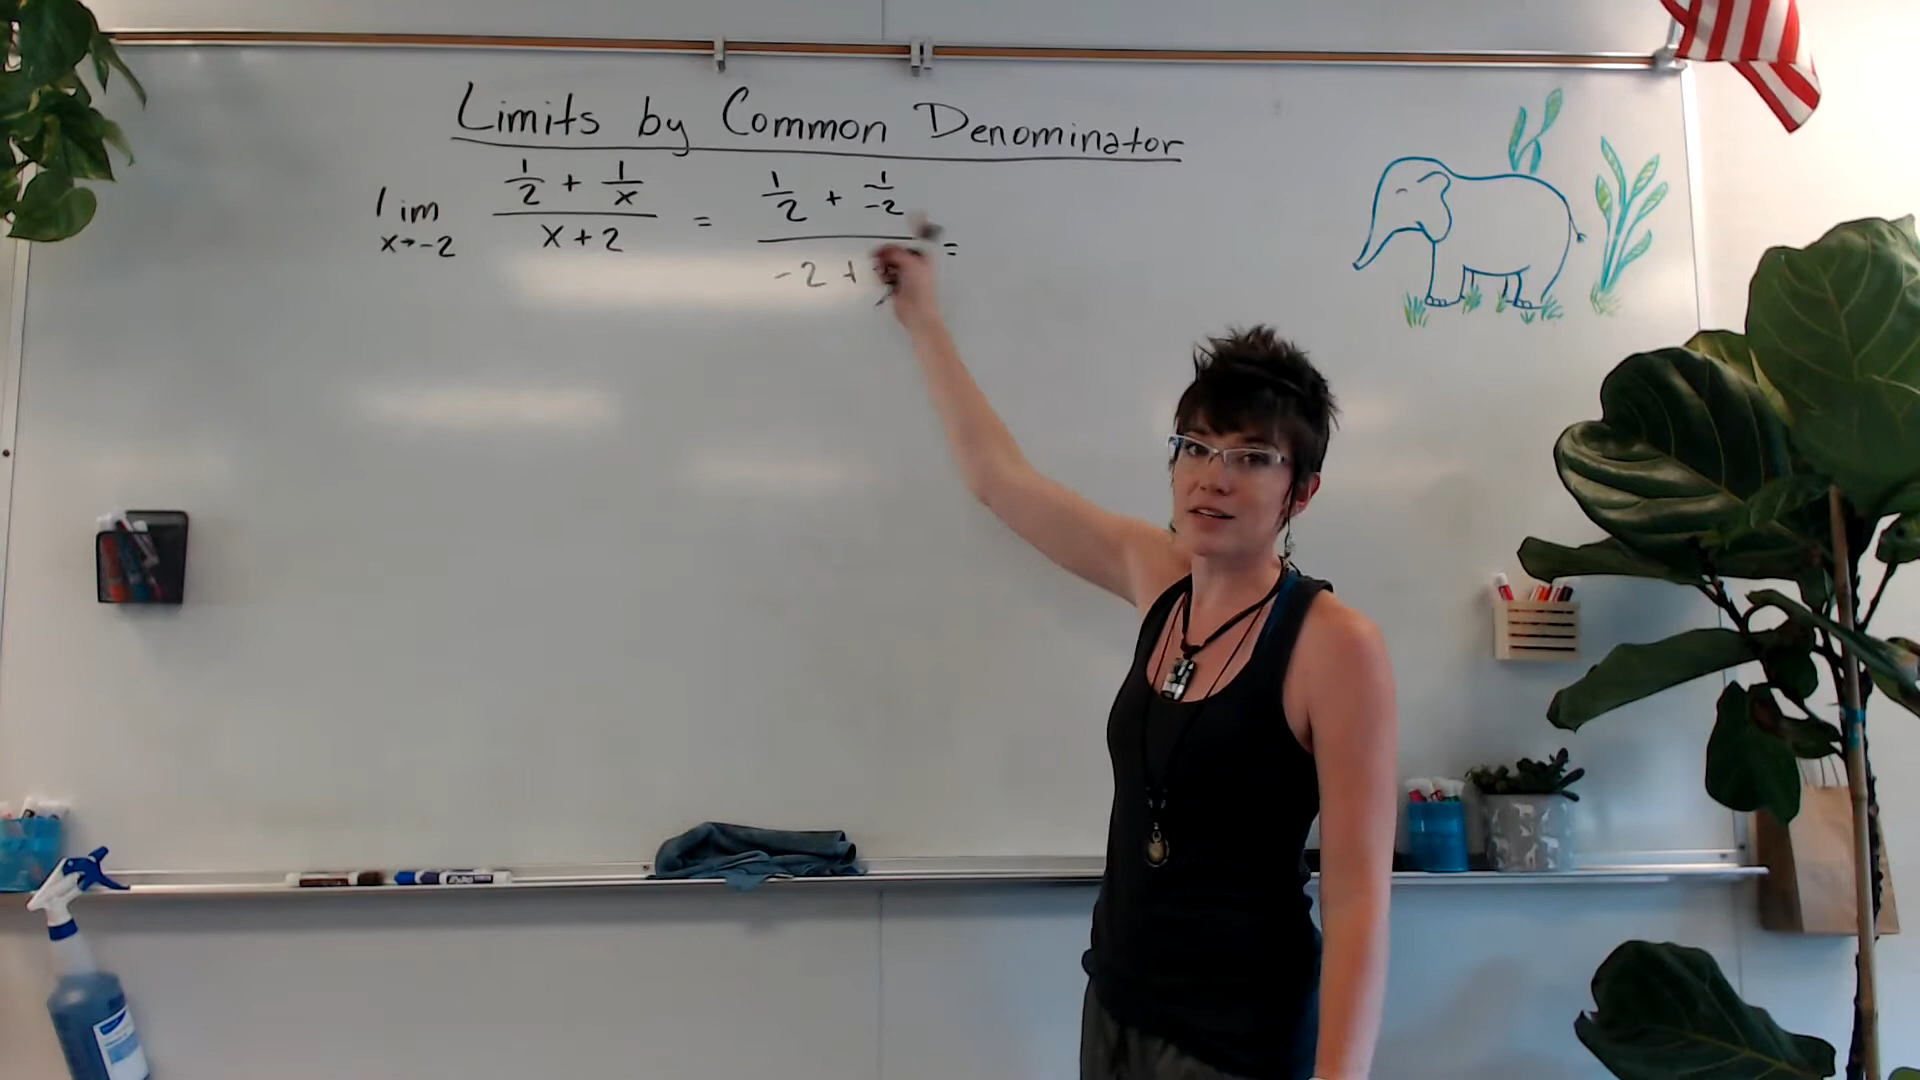 Limits by Common Denominator
lim x→-2 (1/2 + 1/x)/(x+2) = (1/2 + 1/-2)/(-2 + =